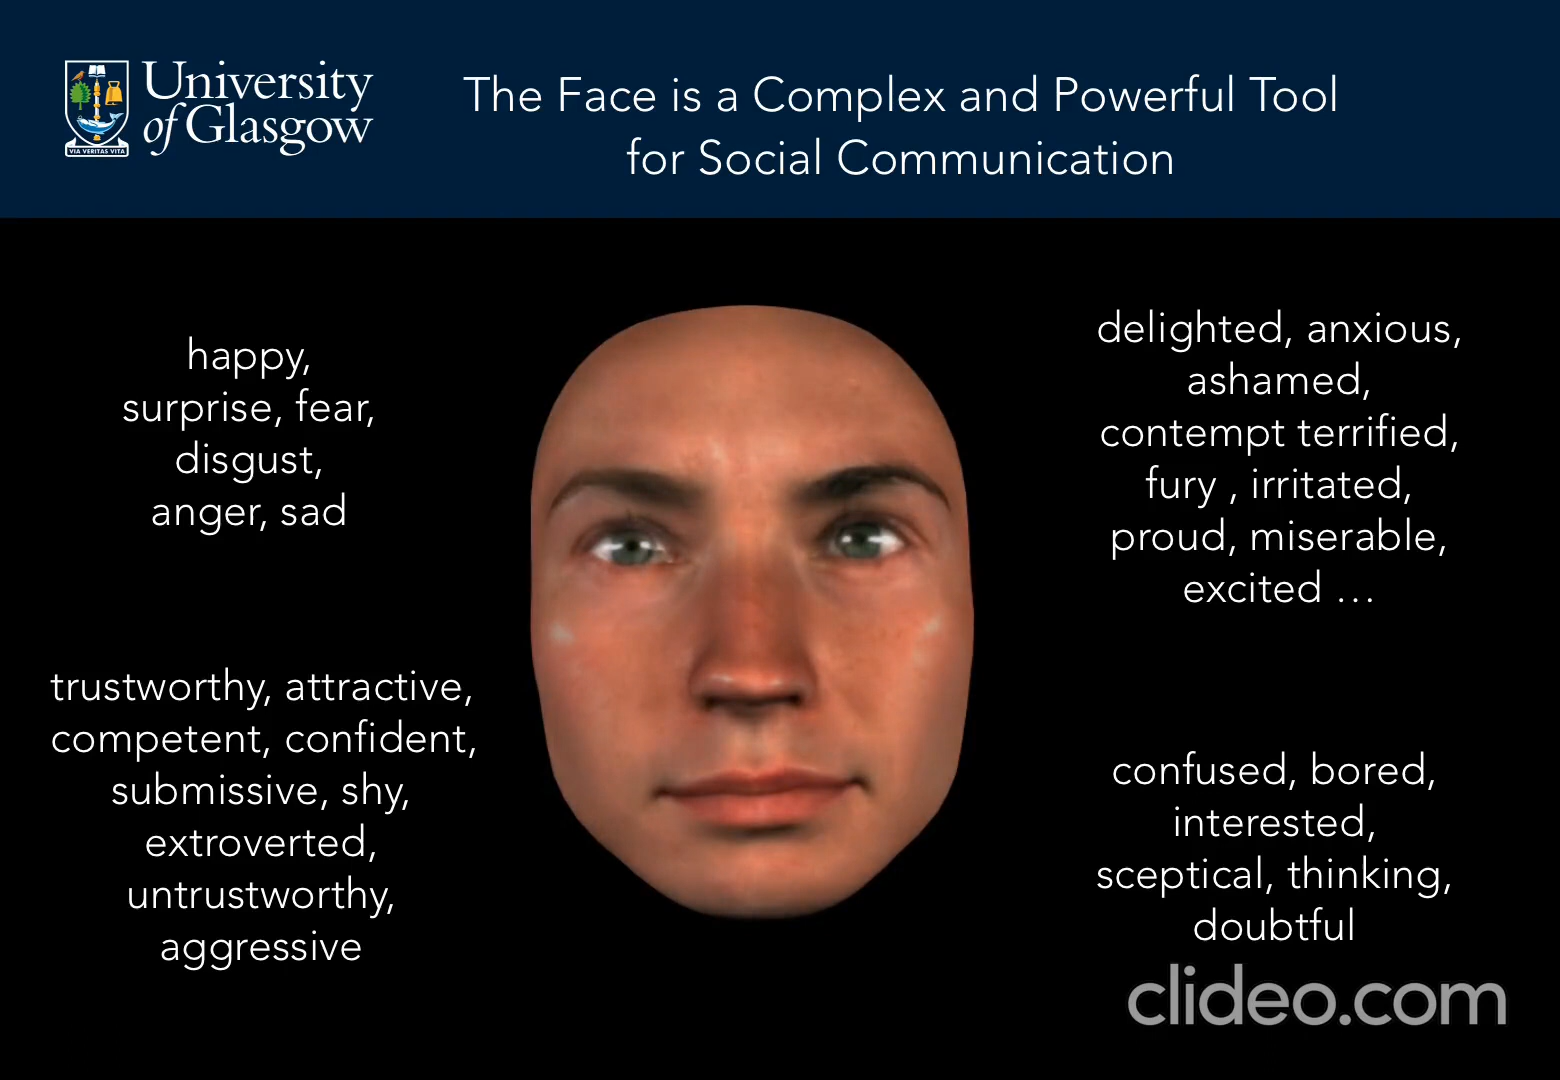 University
of Glasgow
VIA VERITAS VITA
The Face is a Complex and Powerful Tool
for Social Communication
happy,
surprise, fear,
disgust,
anger, sad
trustworthy, attractive,
competent, confident,
submissive, shy,
extroverted,
untrustworthy,
aggressive
delighted, anxious,
ashamed,
contempt terrified,
fury , irritated,
proud, miserable,
excited ...
confused, bored,
interested,
sceptical, thinking,
doubtful
clideo.com